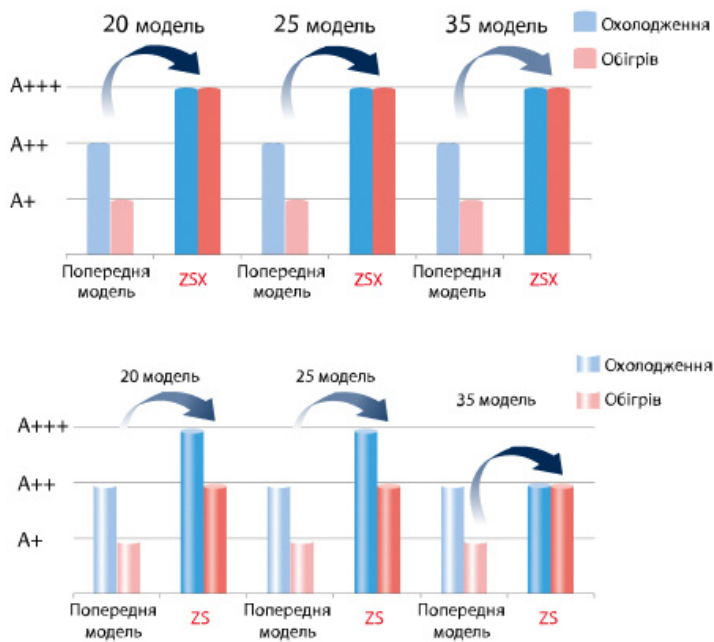 20 модель
25 модель
35 модель
Охолодження
Обігрів
A+++
A++
A+
Попередня
модель
ZSX
Попередня
модель
ZSX
Попередня
модель
ZSX
Охолодження
Обігрів
20 модель
25 модель
35 модель
A+++
A++
A+
Попередня
модель
ZS
Попередня
модель
ZS
Попередня
модель
ZS